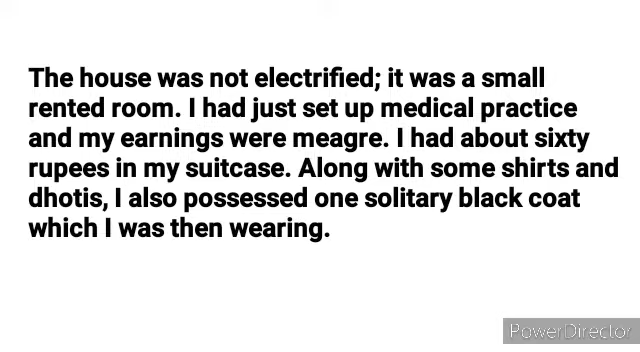 The house was not electrified; it was a small
rented room. I had just set up medical practice
and my earnings were meagre. I had about sixty
rupees in my suitcase. Along with some shirts and
dhotis, I also possessed one solitary black coat
which I was then wearing.
PowerDirector